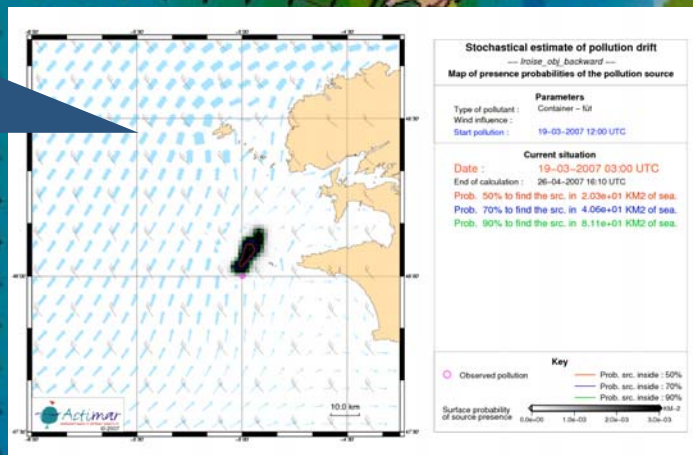 Stochastical estimate of pollution drift
— Iroise_obj_backward —
Map of presence probabilities of the pollution source
Parameters
Type of pollutant : Container – fût
Wind influence :
Start pollution : 19–03–2007 12:00 UTC
Current situation
Date : 19–03–2007 03:00 UTC
End of calculation : 26–04–2007 16:10 UTC
Prob. 50% to find the src. in 2.03e+01 KM2 of sea.
Prob. 70% to find the src. in 4.06e+01 KM2 of sea.
Prob. 90% to find the src. in 8.11e+01 KM2 of sea.
Key
Observed pollution
Prob. src. inside : 50%
Prob. src. inside : 70%
Prob. src. inside : 90%
Surface probability
of source presence
KM–2
0.0e+00 1.0e–03 2.0e–03 3.0e–03
10.0 km
Actimar
© 2007